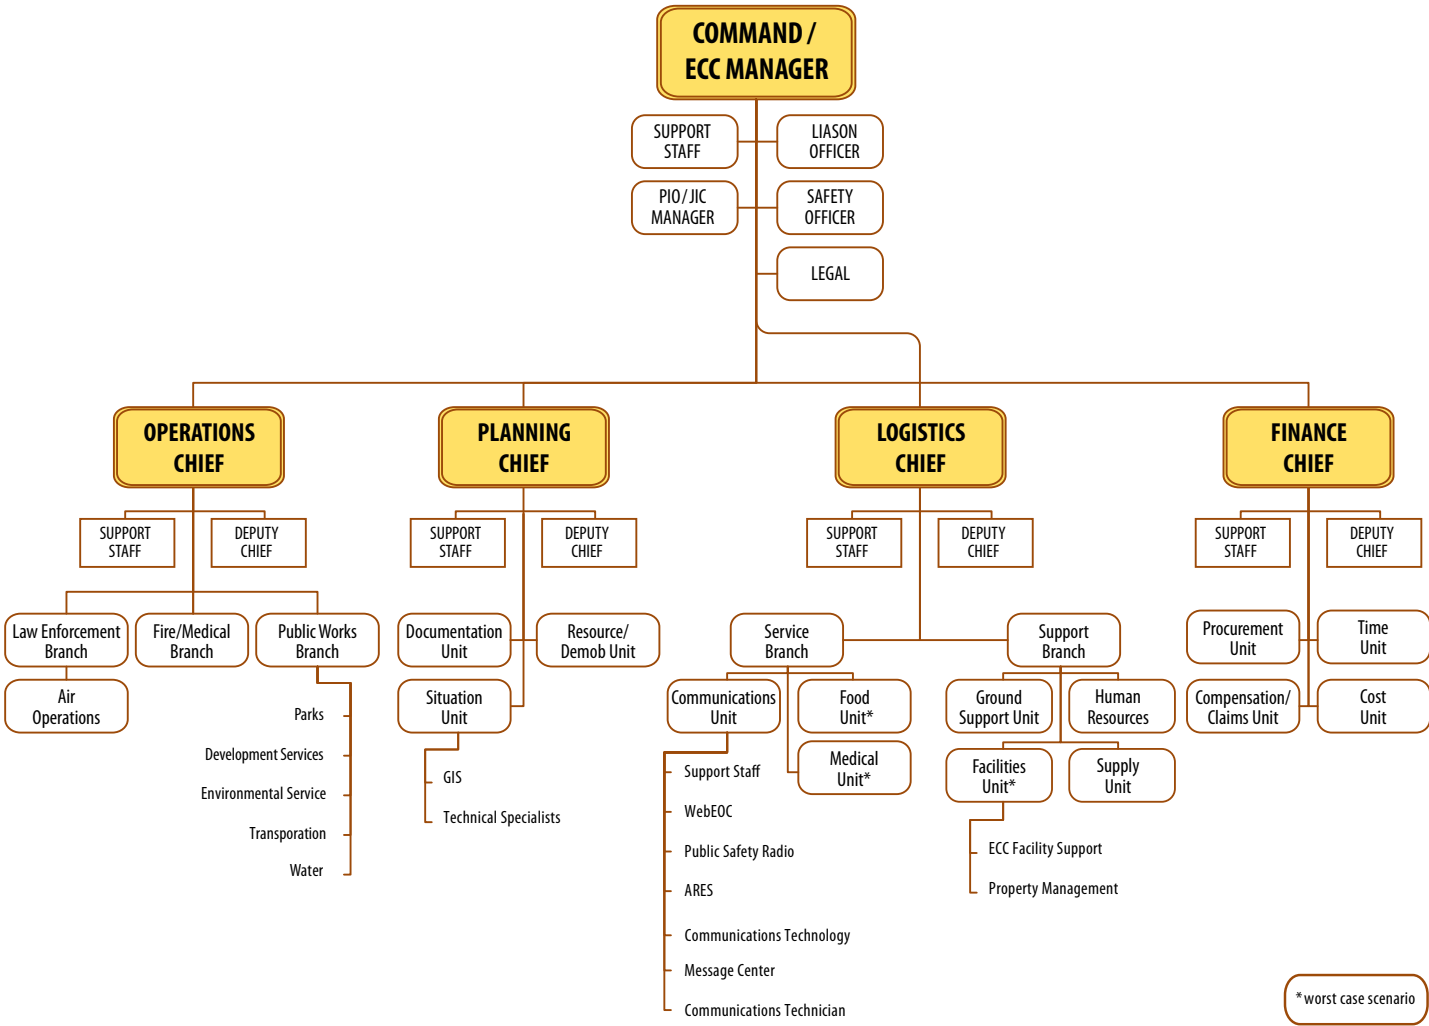 COMMAND /
ECC MANAGER
SUPPORT
STAFF
LIASON
OFFICER
PIO / JIC
MANAGER
SAFETY
OFFICER
LEGAL
OPERATIONS
CHIEF
SUPPORT
STAFF
DEPUTY
CHIEF
Law Enforcement
Branch
Fire/Medical
Branch
Public Works
Branch
Air
Operations
Parks
Development Services
Environmental Service
Transporation
Water
PLANNING
CHIEF
SUPPORT
STAFF
DEPUTY
CHIEF
Documentation
Unit
Resource/
Demob Unit
Situation
Unit
GIS
Technical Specialists
LOGISTICS
CHIEF
SUPPORT
STAFF
DEPUTY
CHIEF
Service
Branch
Support
Branch
Communications
Unit
Food
Unit*
Medical
Unit*
Support Staff
WebEOC
Public Safety Radio
ARES
Communications Technology
Message Center
Communications Technician
Ground
Support Unit
Human
Resources
Facilities
Unit*
Supply
Unit
ECC Facility Support
Property Management
FINANCE
CHIEF
SUPPORT
STAFF
DEPUTY
CHIEF
Procurement
Unit
Time
Unit
Compensation/
Claims Unit
Cost
Unit
* worst case scenario